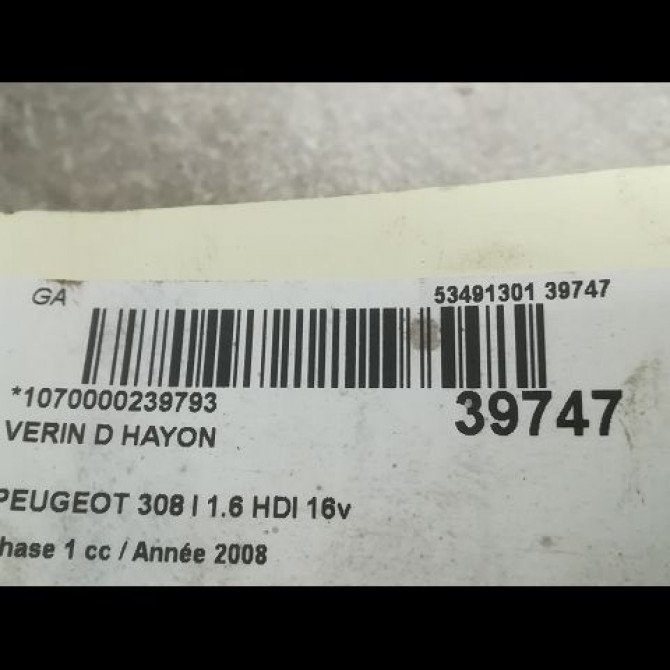 GA
53491301 39747
*1070000239793
39747
VERIN D HAYON
PEUGEOT 308 I 1.6 HDI 16v
hase 1 cc / Année 2008